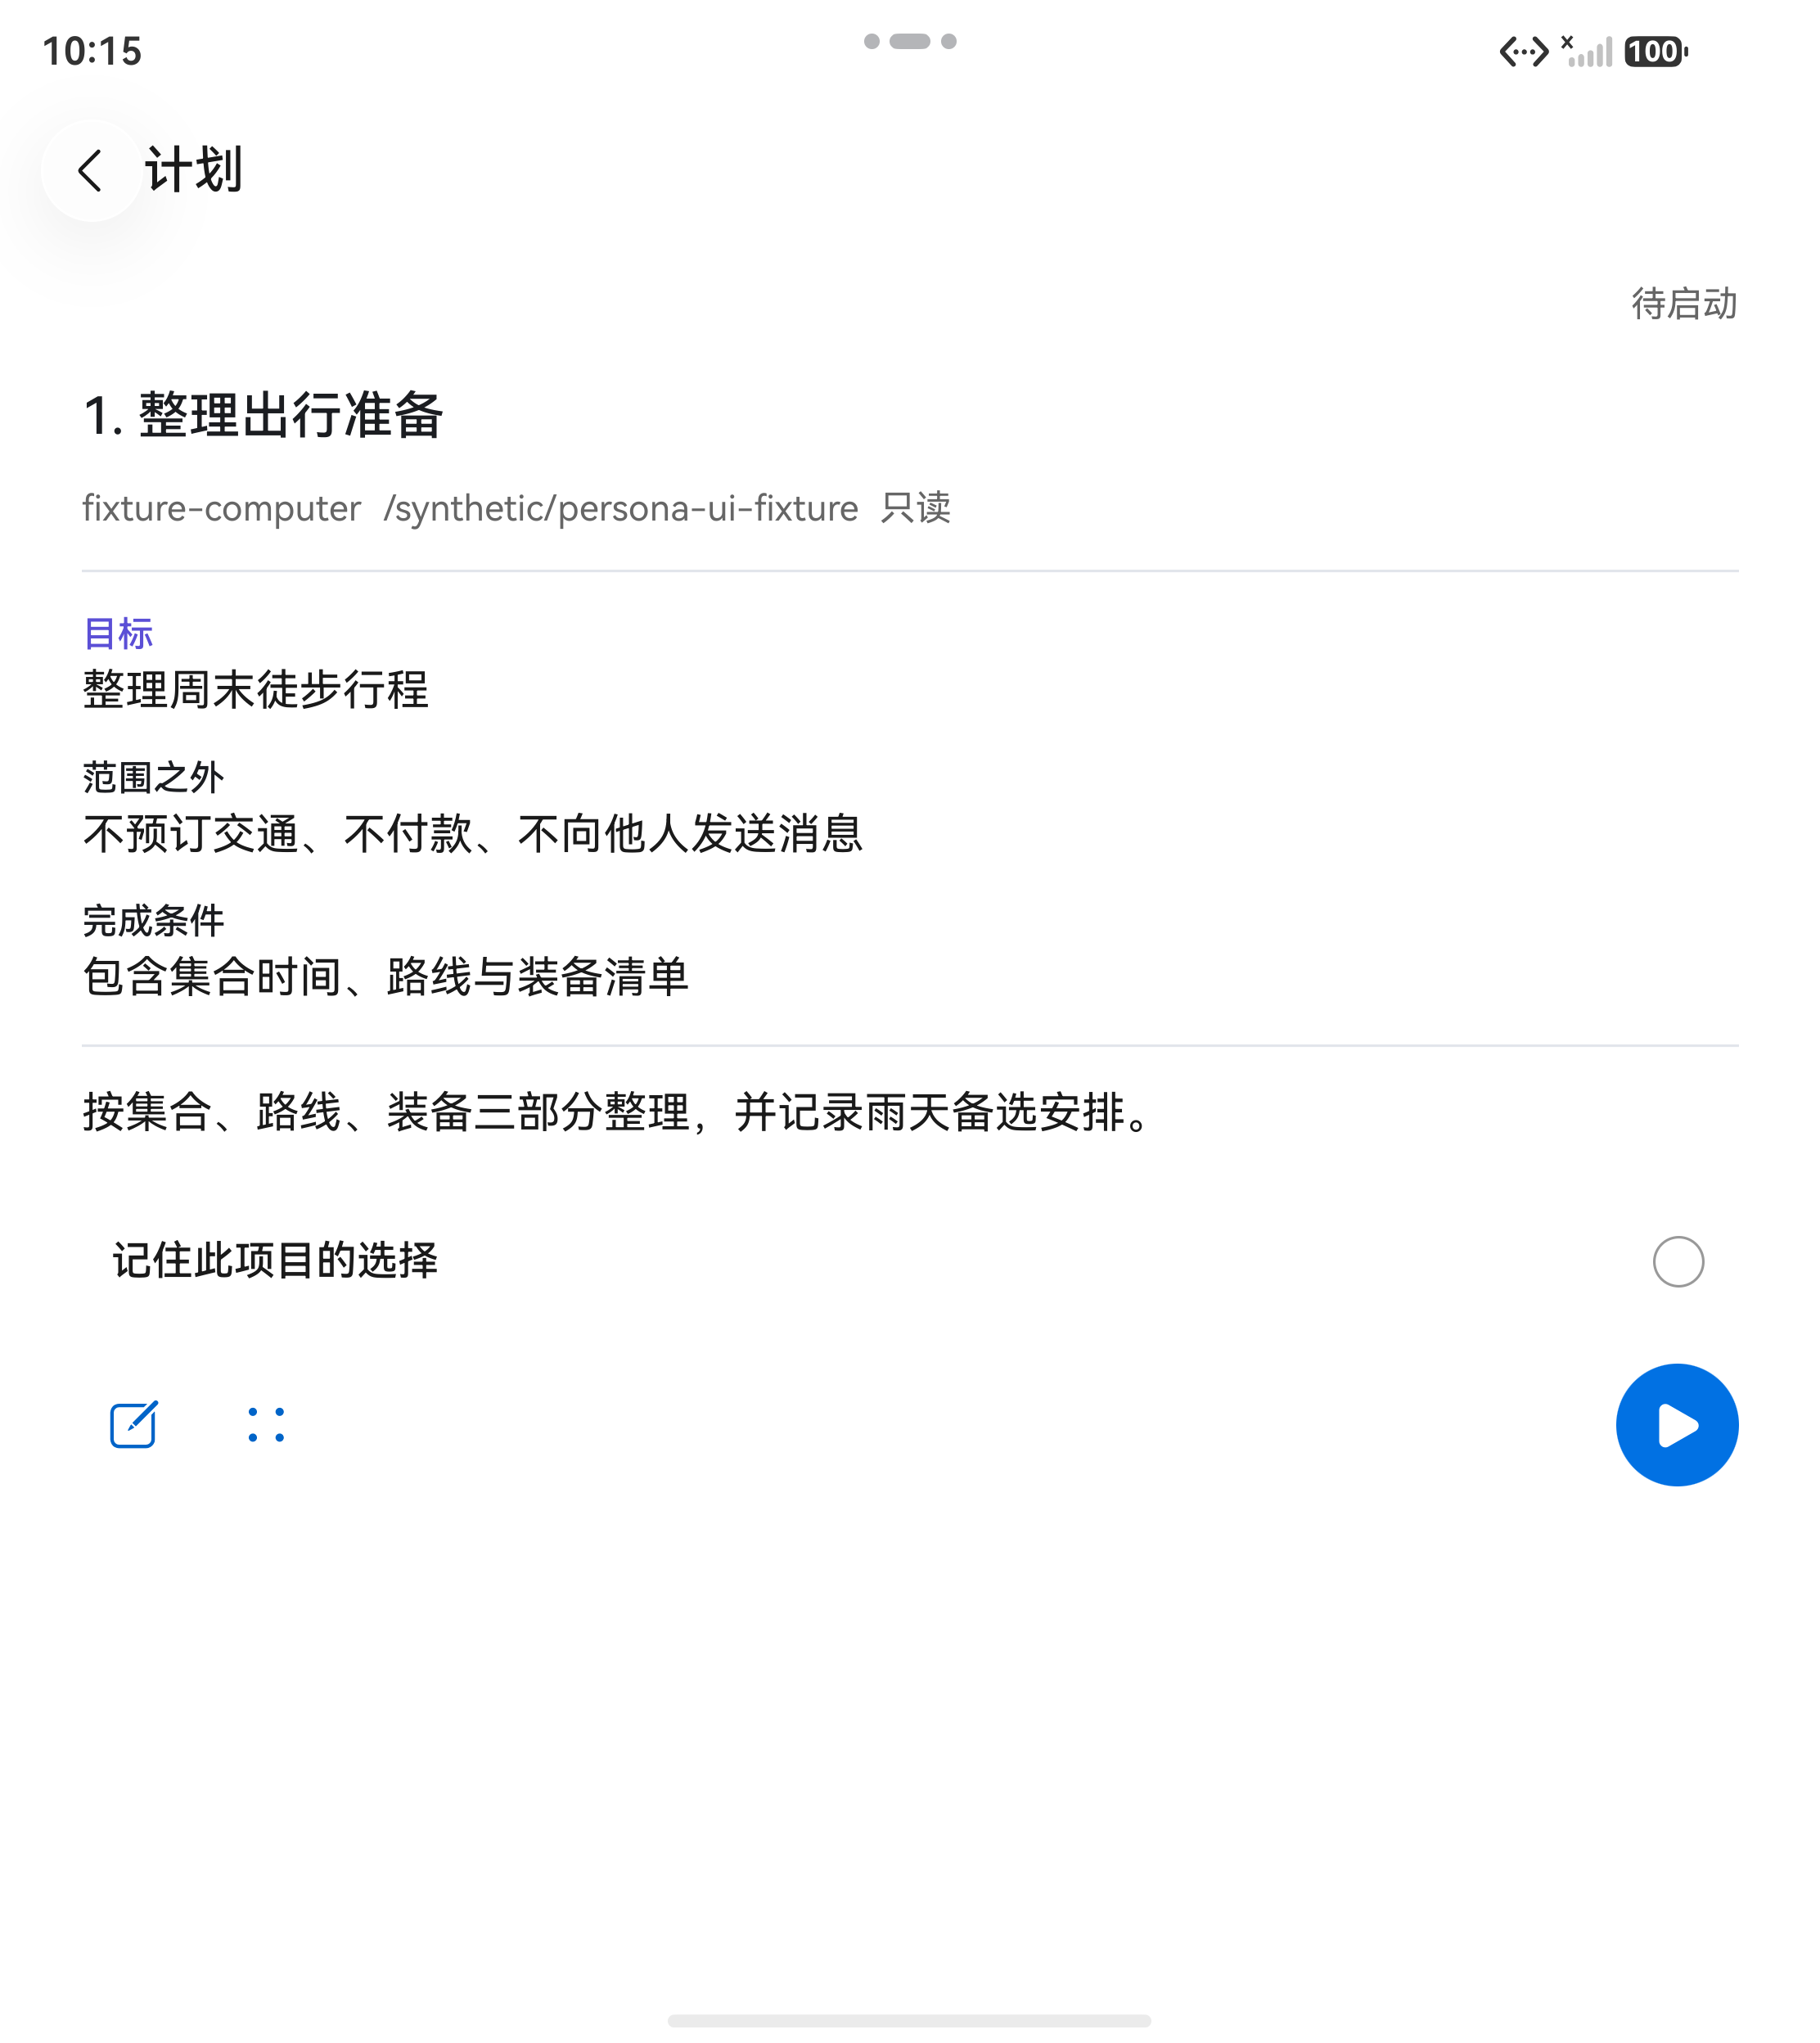 10:15
100
计划
待启动
1. 整理出行准备
fixture-computer /synthetic/persona-ui-fixture 只读
目标
整理周末徒步行程
范围之外
不预订交通、不付款、不向他人发送消息
完成条件
包含集合时间、路线与装备清单
按集合、路线、装备三部分整理，并记录雨天备选安排。
记住此项目的选择